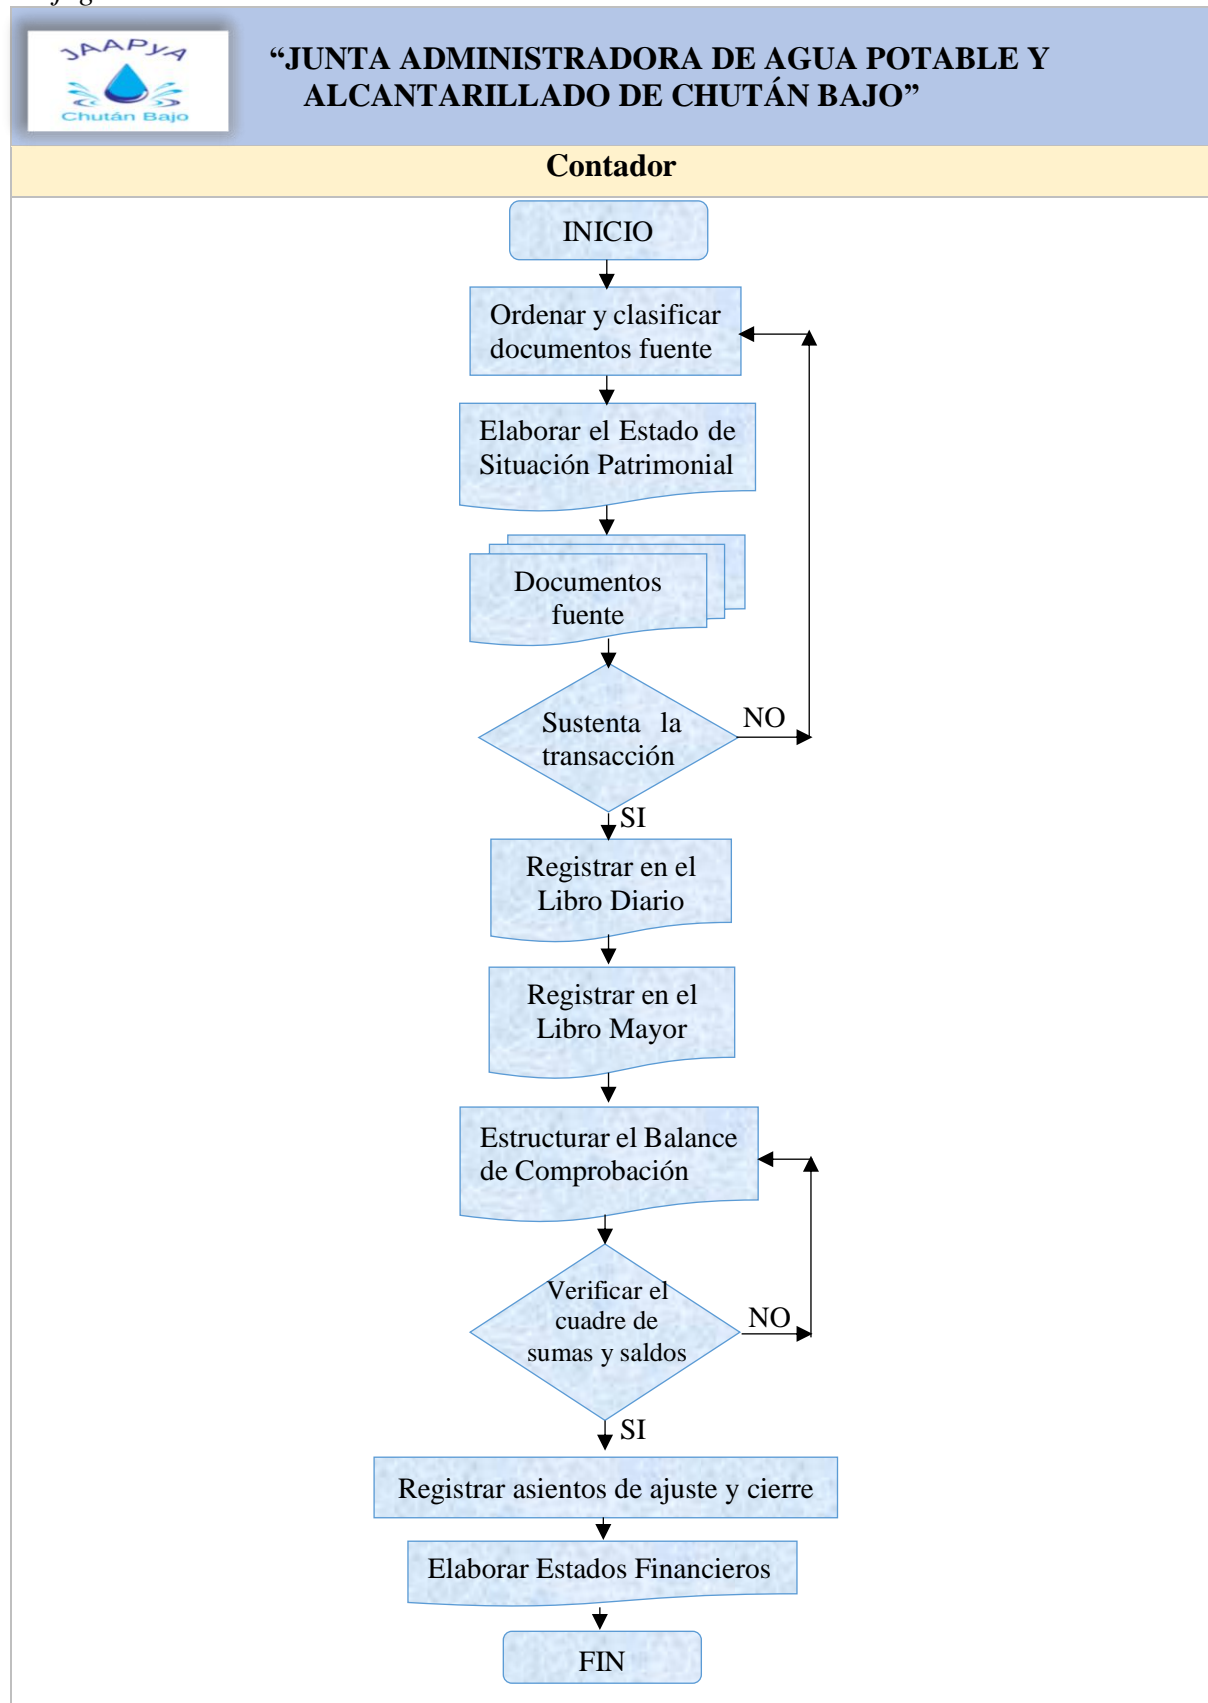 JAAPyA
Chután Bajo
“JUNTA ADMINISTRADORA DE AGUA POTABLE Y
ALCANTARILLADO DE CHUTÁN BAJO”
Contador
INICIO
Ordenar y clasificar
documentos fuente
Elaborar el Estado de
Situación Patrimonial
Documentos
fuente
Sustenta la
transacción
NO
SI
Registrar en el
Libro Diario
Registrar en el
Libro Mayor
Estructurar el Balance
de Comprobación
Verificar el
cuadre de
sumas y saldos
NO
SI
Registrar asientos de ajuste y cierre
Elaborar Estados Financieros
FIN